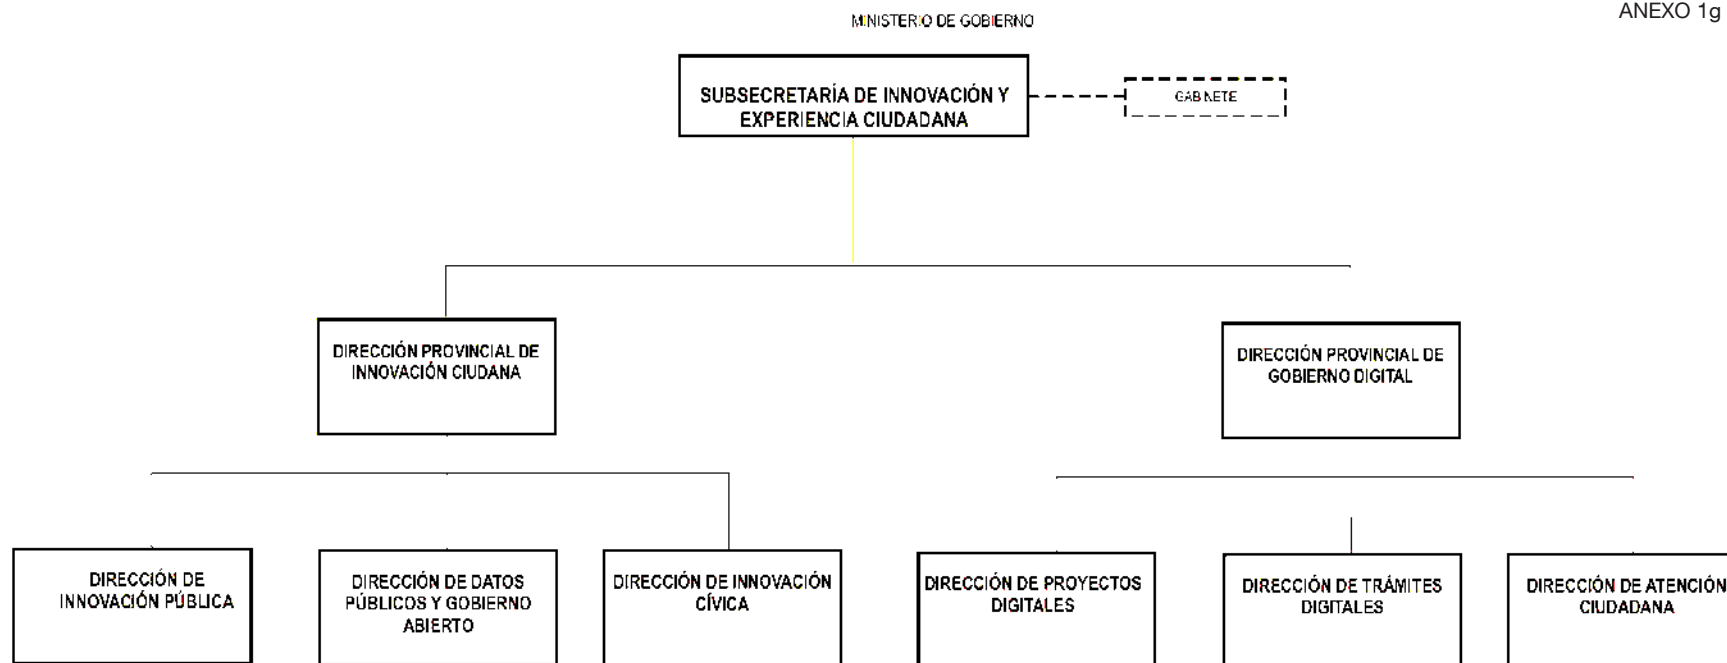 ANEXO 1g
MINISTERIO DE GOBIERNO
SUBSECRETARÍA DE INNOVACIÓN Y
EXPERIENCIA CIUDADANA
GABINETE
DIRECCIÓN PROVINCIAL DE
INNOVACIÓN CIUDANA
DIRECCIÓN PROVINCIAL DE
GOBIERNO DIGITAL
DIRECCIÓN DE
INNOVACIÓN PÚBLICA
DIRECCIÓN DE DATOS
PÚBLICOS Y GOBIERNO
ABIERTO
DIRECCIÓN DE INNOVACIÓN
CÍVICA
DIRECCIÓN DE PROYECTOS
DIGITALES
DIRECCIÓN DE TRÁMITES
DIGITALES
DIRECCIÓN DE ATENCIÓN
CIUDADANA